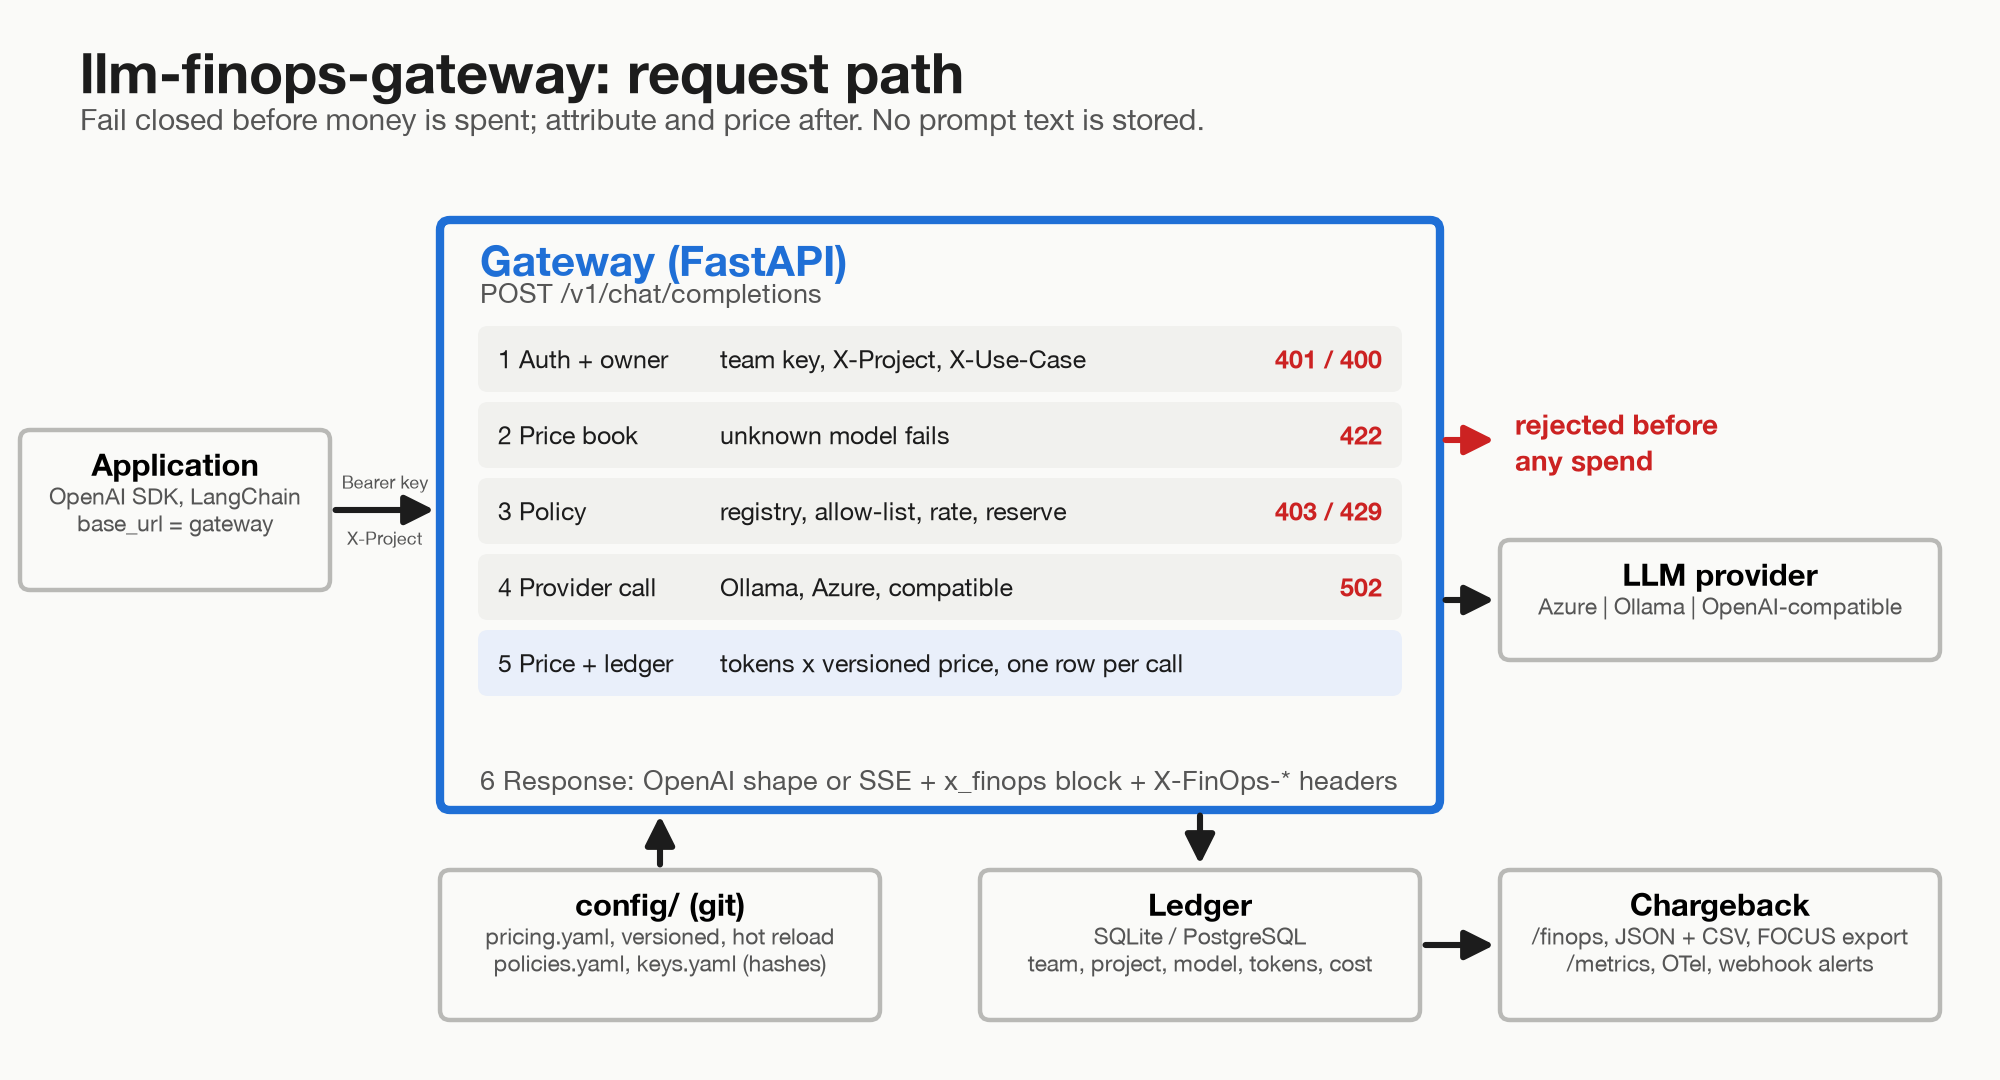 llm-finops-gateway: request path
Fail closed before money is spent; attribute and price after. No prompt text is stored.
Gateway (FastAPI)
POST /v1/chat/completions
1 Auth + owner team key, X-Project, X-Use-Case 401 / 400
2 Price book unknown model fails 422
3 Policy registry, allow-list, rate, reserve 403 / 429
4 Provider call Ollama, Azure, compatible 502
5 Price + ledger tokens x versioned price, one row per call
6 Response: OpenAI shape or SSE + x_finops block + X-FinOps-* headers
Application
OpenAI SDK, LangChain
base_url = gateway
Bearer key
X-Project
rejected before
any spend
LLM provider
Azure | Ollama | OpenAI-compatible
config/ (git)
pricing.yaml, versioned, hot reload
policies.yaml, keys.yaml (hashes)
Ledger
SQLite / PostgreSQL
team, project, model, tokens, cost
Chargeback
/finops, JSON + CSV, FOCUS export
/metrics, OTel, webhook alerts